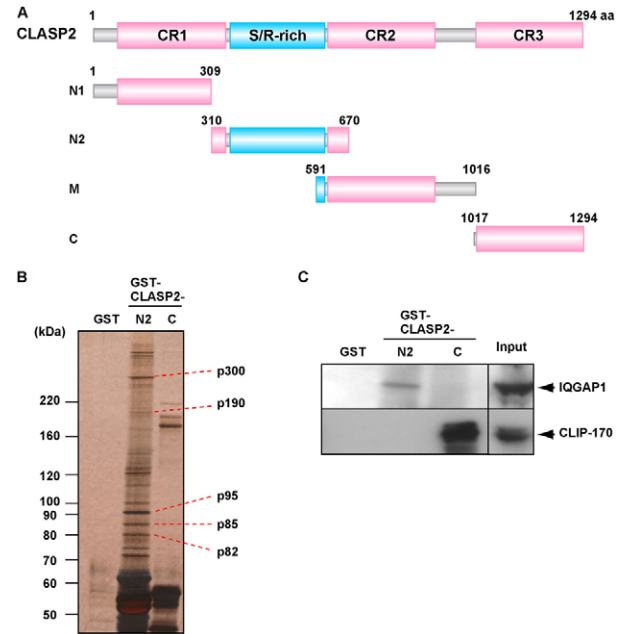 A
1
1294 aa
CLASP2
CR1
S/R-rich
CR2
CR3
1
309
N1
310
670
N2
591
1016
M
1017
1294
C
B
GST-
CLASP2-
GST
N2
C
(kDa)
p300
220
p190
160
120
100
90
p95
80
p85
p82
70
60
50
C
GST-
CLASP2-
GST
N2
C
Input
IQGAP1
CLIP-170